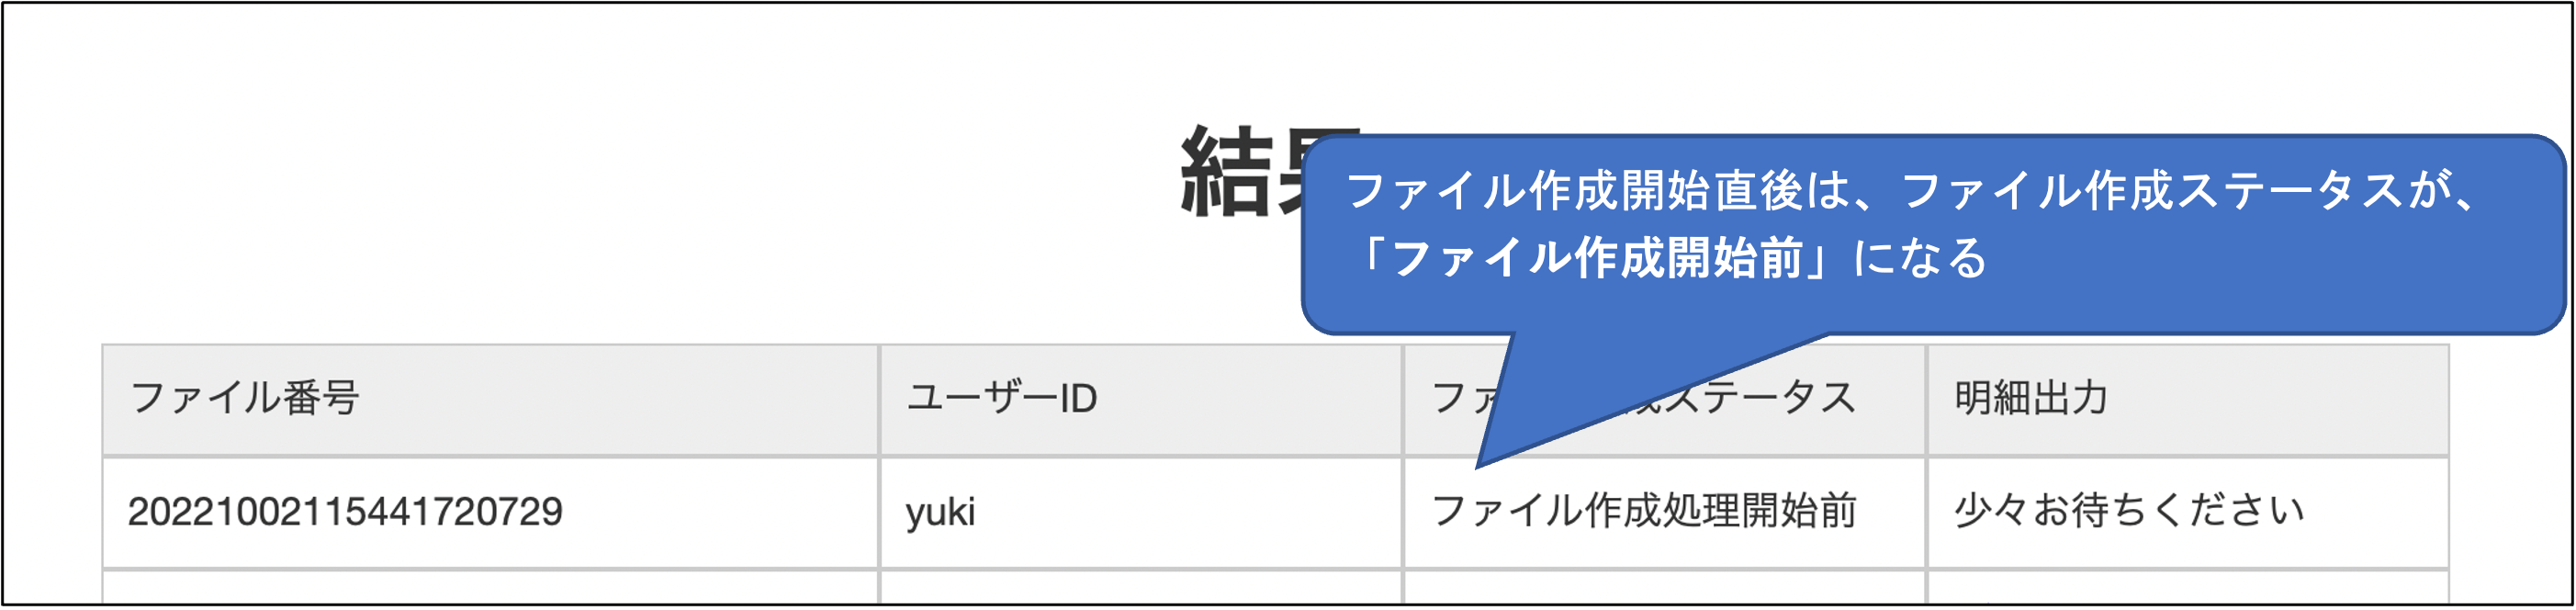 結果
ファイル作成開始直後は、ファイル作成ステータスが、
「ファイル作成開始前」になる
ファイル番号
ユーザーID
ファ ステータス
明細出力
20221002115441720729
yuki
ファイル作成処理開始前
少々お待ちください